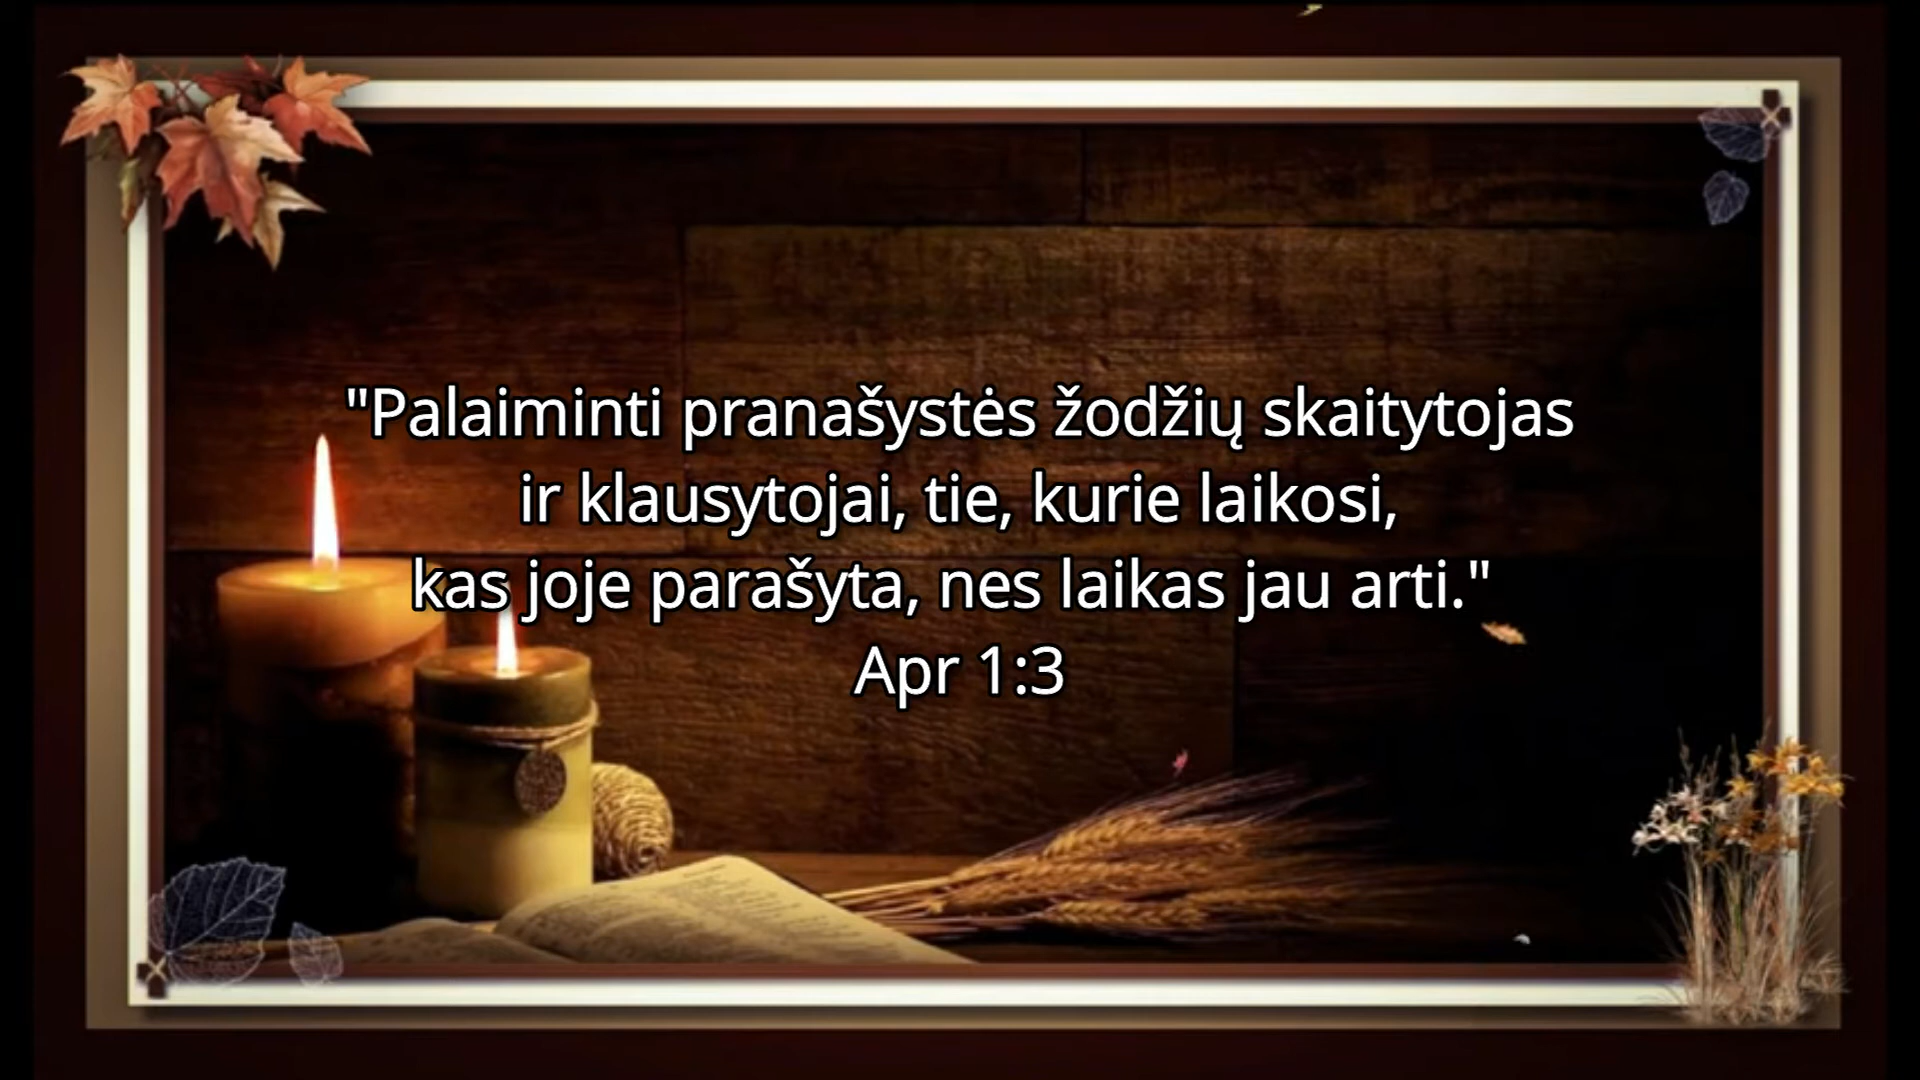 "Palaiminti pranašystės žodžių skaitytojas
ir klausytojai, tie, kurie laikosi,
kas joje parašyta, nes laikas jau arti."
Apr 1:3